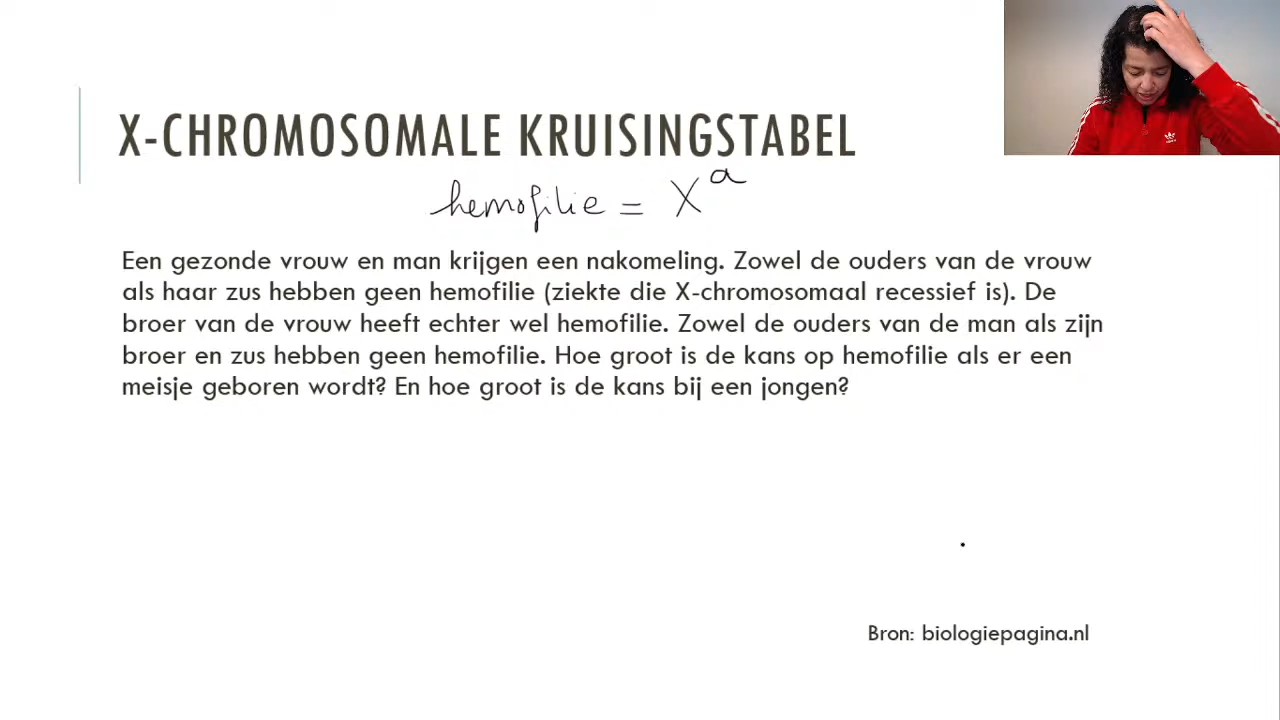 X-CHROMOSOMALE KRUISINGSTABEL
hemofilie = Xᵃ
Een gezonde vrouw en man krijgen een nakomeling. Zowel de ouders van de vrouw
als haar zus hebben geen hemofilie (ziekte die X-chromosomaal recessief is). De
broer van de vrouw heeft echter wel hemofilie. Zowel de ouders van de man als zijn
broer en zus hebben geen hemofilie. Hoe groot is de kans op hemofilie als er een
meisje geboren wordt? En hoe groot is de kans bij een jongen?
Bron: biologiepagina.nl